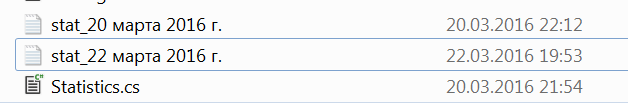 stat_20 марта 2016 г. 20.03.2016 22:12
stat_22 марта 2016 г. 22.03.2016 19:53
Statistics.cs 20.03.2016 21:54